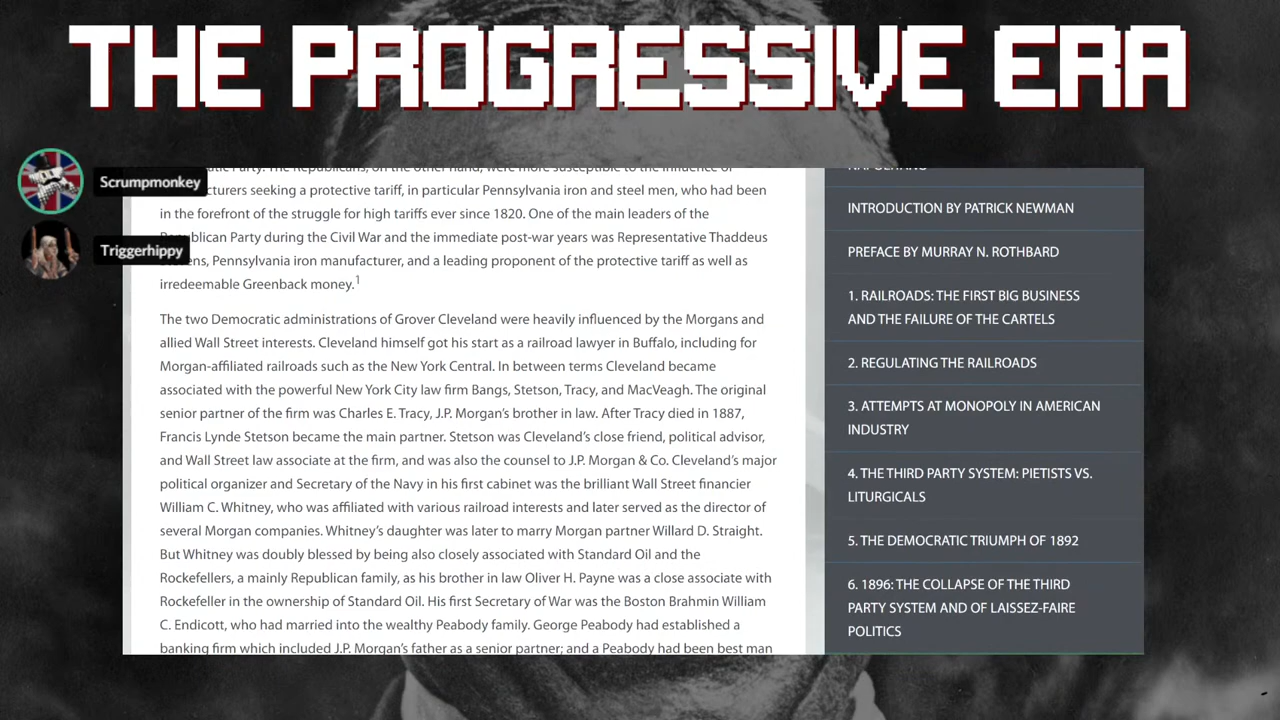 THE PROGRESSIVE ERA
Scrumpmonkey
Triggerhippy
Party. The Republicans, on the other hand, were more susceptible to the influence of
seeking a protective tariff, in particular Pennsylvania iron and steel men, who had been
in the forefront of the struggle for high tariffs ever since 1820. One of the main leaders of the
Republican Party during the Civil War and the immediate post-war years was Representative Thaddeus
Pennsylvania iron manufacturer, and a leading proponent of the protective tariff as well as
irredeemable Greenback money.1
The two Democratic administrations of Grover Cleveland were heavily influenced by the Morgans and
allied Wall Street interests. Cleveland himself got his start as a railroad lawyer in Buffalo, including for
Morgan-affiliated railroads such as the New York Central. In between terms Cleveland became
associated with the powerful New York City law firm Bangs, Stetson, Tracy, and MacVeagh. The original
senior partner of the firm was Charles E. Tracy, J.P. Morgan's brother in law. After Tracy died in 1887,
Francis Lynde Stetson became the main partner. Stetson was Cleveland's close friend, political advisor,
and Wall Street law associate at the firm, and was also the counsel to J.P. Morgan & Co. Cleveland's major
political organizer and Secretary of the Navy in his first cabinet was the brilliant Wall Street financier
William C. Whitney, who was affiliated with various railroad interests and later served as the director of
several Morgan companies. Whitney's daughter was later to marry Morgan partner Willard D. Straight.
But Whitney was doubly blessed by being also closely associated with Standard Oil and the
Rockefellers, a mainly Republican family, as his brother in law Oliver H. Payne was a close associate with
Rockefeller in the ownership of Standard Oil. His first Secretary of War was the Boston Brahmin William
C. Endicott, who had married into the wealthy Peabody family. George Peabody had established a
banking firm which included J.P. Morgan's father as a senior partner; and a Peabody had been best man
NAPOLITANO
INTRODUCTION BY PATRICK NEWMAN
PREFACE BY MURRAY N. ROTHBARD
1. RAILROADS: THE FIRST BIG BUSINESS
AND THE FAILURE OF THE CARTELS
2. REGULATING THE RAILROADS
3. ATTEMPTS AT MONOPOLY IN AMERICAN
INDUSTRY
4. THE THIRD PARTY SYSTEM: PIETISTS VS.
LITURGICALS
5. THE DEMOCRATIC TRIUMPH OF 1892
6. 1896: THE COLLAPSE OF THE THIRD
PARTY SYSTEM AND OF LAISSEZ-FAIRE
POLITICS